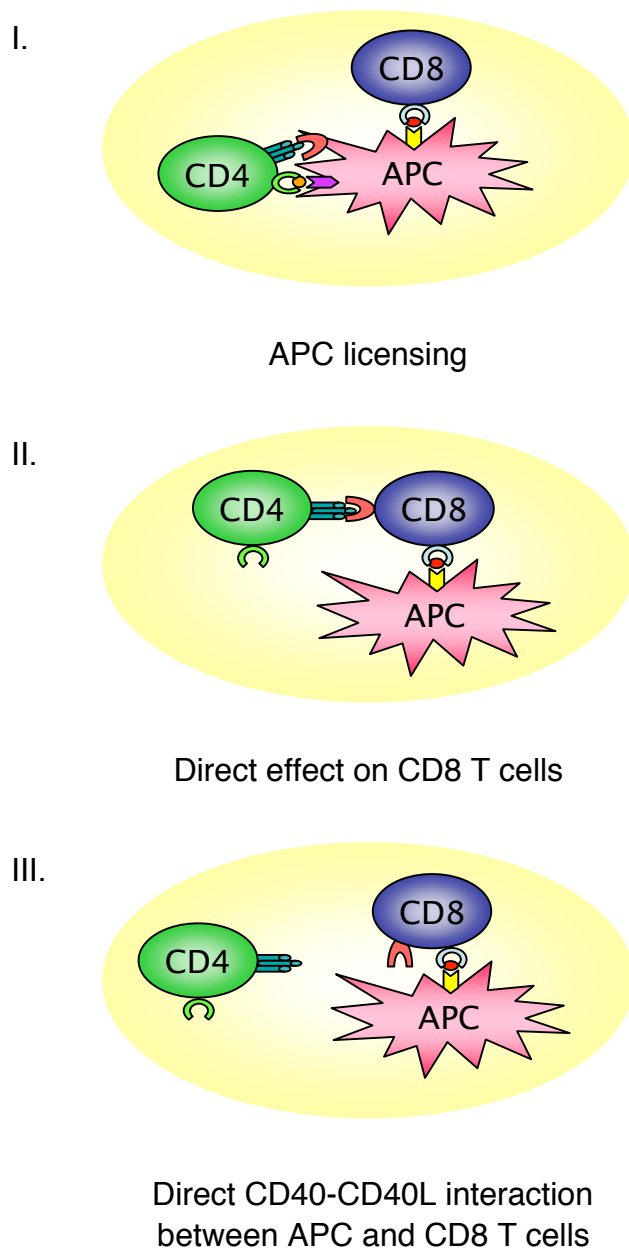 I.
CD8
CD4
APC
APC licensing
II.
CD4
CD8
APC
Direct effect on CD8 T cells
III.
CD8
CD4
APC
Direct CD40-CD40L interaction
between APC and CD8 T cells